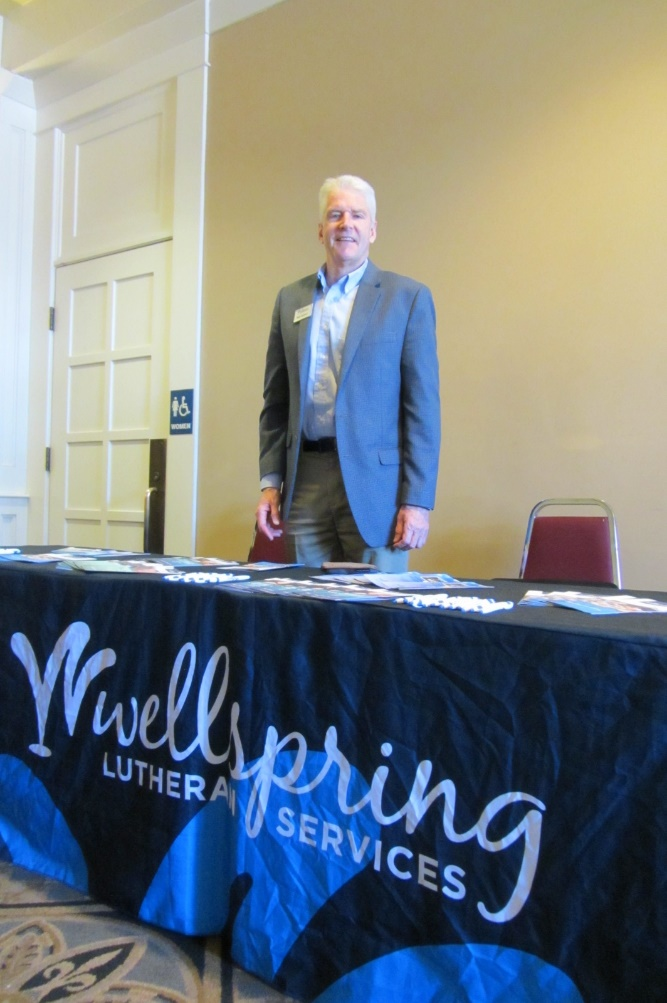 WOMEN
wellspring
LUTHERAN SERVICES